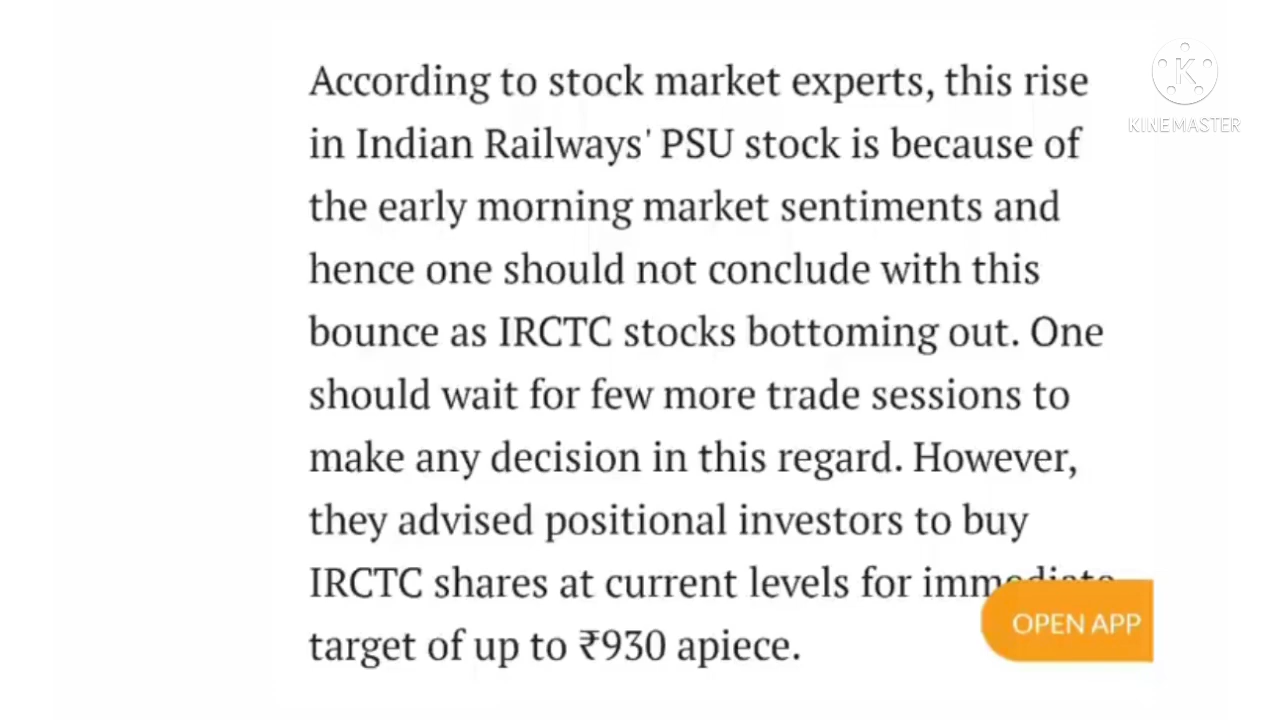 According to stock market experts, this rise
in Indian Railways' PSU stock is because of
the early morning market sentiments and
hence one should not conclude with this
bounce as IRCTC stocks bottoming out. One
should wait for few more trade sessions to
make any decision in this regard. However,
they advised positional investors to buy
IRCTC shares at current levels for immediate
target of up to ₹930 apiece.
OPEN APP
K
KINEMASTER